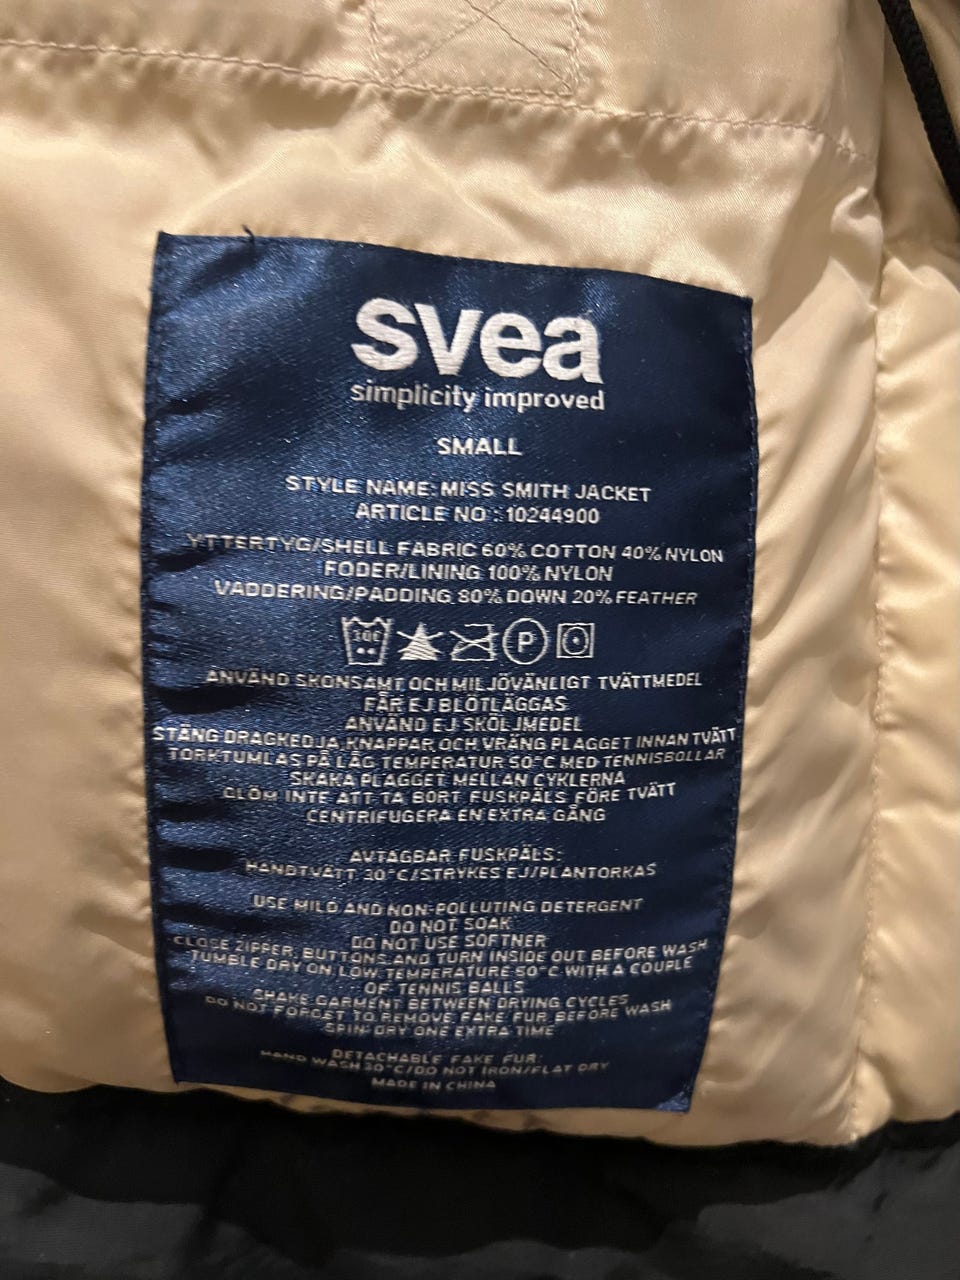 svea
simplicity improved
SMALL
STYLE NAME: MISS SMITH JACKET
ARTICLE NO : 10244900
YTTERTYG/SHELL FABRIC 60% COTTON 40% NYLON
FODER/LINING 100% NYLON
VADDERING/PADDING 80% DOWN 20% FEATHER
30° P
ANVÄND SKONSAMT OCH MILJÖVÄNLIGT TVÄTTMEDEL
FÅR EJ BLÖTLÄGGAS
ANVÄND EJ SKÖLJMEDEL
STÄNG DRAGKEDJA, KNAPPAR OCH VRÄNG PLAGGET INNAN TVÄTT
TORKTUMLAS PÅ LÅG TEMPERATUR 50°C MED TENNISBOLLAR
SKAKA PLAGGET MELLAN CYKLERNA
GLÖM INTE ATT TA BORT FUSKPÄLS FÖRE TVÄTT
CENTRIFUGERA EN EXTRA GÅNG
AVTAGBAR FUSKPÄLS:
HANDTVÄTT 30°C/STRYKES EJ/PLANTORKAS
USE MILD AND NON-POLLUTING DETERGENT
DO NOT SOAK
DO NOT USE SOFTNER
CLOSE ZIPPER, BUTTONS AND TURN INSIDE OUT BEFORE WASH
TUMBLE DRY ON LOW TEMPERATURE 50°C WITH A COUPLE
OF TENNIS BALLS
SHAKE GARMENT BETWEEN DRYING CYCLES
DO NOT FORGET TO REMOVE FAKE FUR BEFORE WASH
SPIN DRY ONE EXTRA TIME
DETACHABLE FAKE FUR:
HAND WASH 30°C/DO NOT IRON/FLAT DRY
MADE IN CHINA